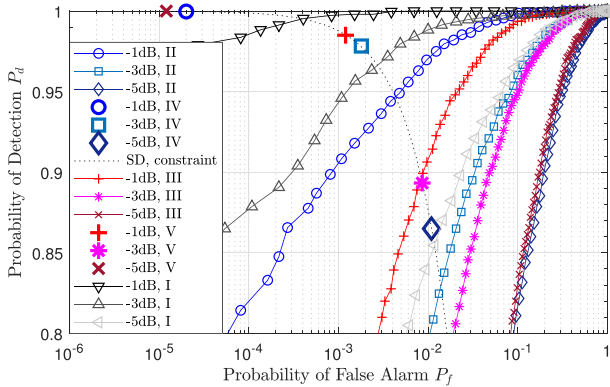 1
0.95
0.9
0.85
0.8
Probability of Detection P_d
-1dB, II
-3dB, II
-5dB, II
-1dB, IV
-3dB, IV
-5dB, IV
SD, constraint
-1dB, III
-3dB, III
-5dB, III
-1dB, V
-3dB, V
-5dB, V
-1dB, I
-3dB, I
-5dB, I
10^-6 10^-5 10^-4 10^-3 10^-2 10^-1 1
Probability of False Alarm P_f